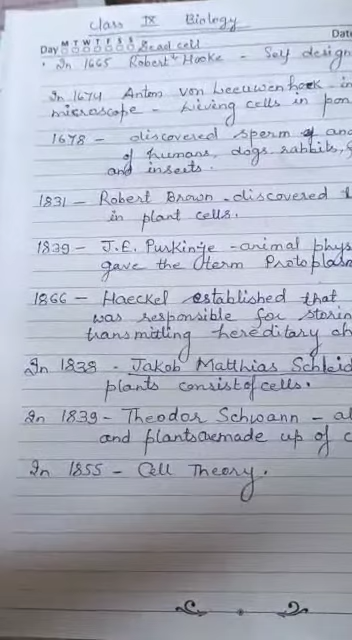 Class IX Biology
Date
Day M T W T F S S Dead cell
In 1665 Robert Hooke - Self design
In 1674 Anton von Leeuwenhoek - in
microscope - Living cells in pon
1678 - discovered sperm of and
of humans, dogs, rabbits,
and insects.
1831 - Robert Brown - discovered
in plant cells.
1839 - J.E. Purkinje - animal phys
gave the term Protoplasm
1866 - Haeckel established that
was responsible for storin
transmitting hereditary ch
In 1838 - Jakob Matthias Schleid
plants consist of cells.
In 1839 - Theodor Schwann - al
and plants are made up of c
In 1855 - Cell Theory.